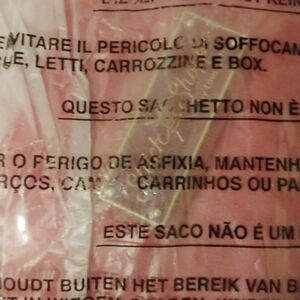 EVITARE IL PERICOLO DI SOFFOCAM
LE, LETTI, CARROZZINE E BOX.
QUESTO SACCHETTO NON È
R O PERIGO DE ASFIXIA, MANTENH
RÇOS, CAMAS, CARRINHOS OU PA
ESTE SACO NÃO É UM
HOUDT BUITEN HET BEREIK VAN B